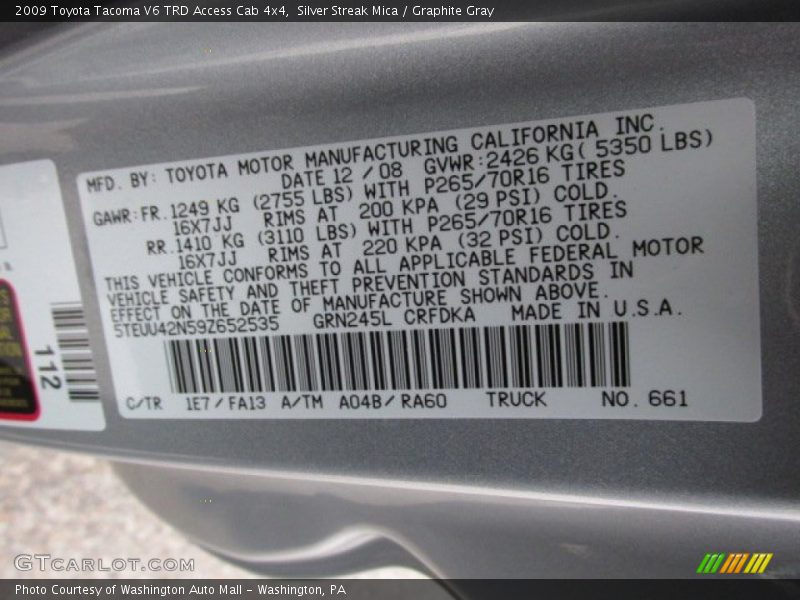 2009 Toyota Tacoma V6 TRD Access Cab 4x4, Silver Streak Mica / Graphite Gray
MFD. BY: TOYOTA MOTOR MANUFACTURING CALIFORNIA INC.
DATE 12 / 08 GVWR: 2426 KG( 5350 LBS)
GAWR: FR. 1249 KG (2755 LBS) WITH P265/70R16 TIRES
16X7JJ RIMS AT 200 KPA (29 PSI) COLD.
RR. 1410 KG (3110 LBS) WITH P265/70R16 TIRES
16X7JJ RIMS AT 220 KPA (32 PSI) COLD.
THIS VEHICLE CONFORMS TO ALL APPLICABLE FEDERAL MOTOR
VEHICLE SAFETY AND THEFT PREVENTION STANDARDS IN
EFFECT ON THE DATE OF MANUFACTURE SHOWN ABOVE.
5TEUU42N59Z652535 GRN245L CRFDKA MADE IN U.S.A.
112
C/TR 1E7 / FA13 A/TM A04B / RA60 TRUCK NO. 661
GTCARLOT.COM
Photo Courtesy of Washington Auto Mall - Washington, PA